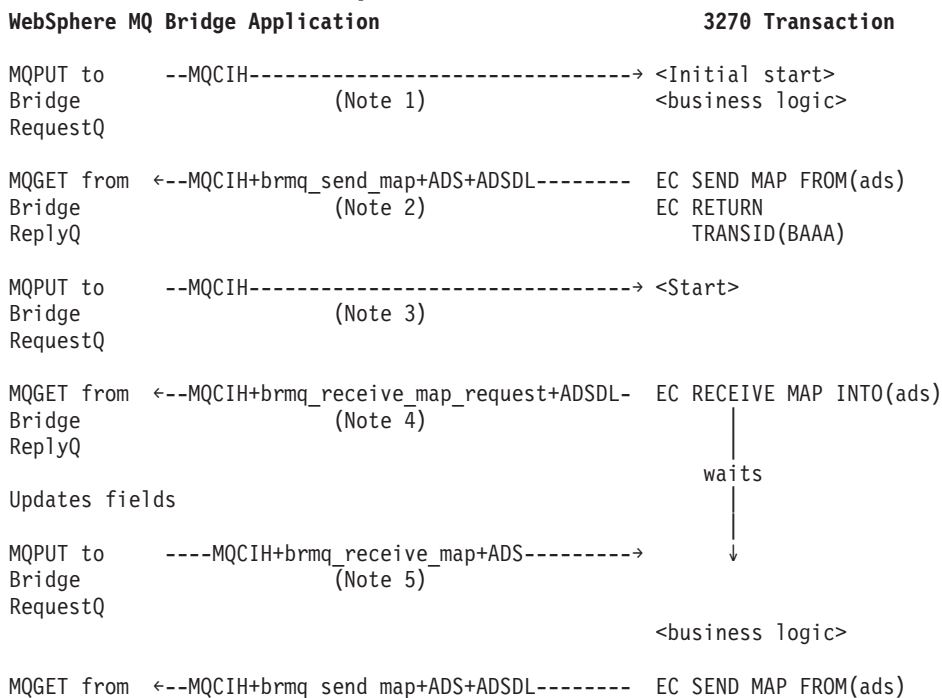 WebSphere MQ Bridge Application                    3270 Transaction
MQPUT to     --MQCIH--------------------------------→ <Initial start>
Bridge                     (Note 1)                   <business logic>
RequestQ
MQGET from  ←--MQCIH+brmq_send_map+ADS+ADSDL--------  EC SEND MAP FROM(ads)
Bridge                     (Note 2)                   EC RETURN
ReplyQ                                                   TRANSID(BAAA)
MQPUT to     --MQCIH--------------------------------→ <Start>
Bridge                     (Note 3)
RequestQ
MQGET from  ←--MQCIH+brmq_receive_map_request+ADSDL-  EC RECEIVE MAP INTO(ads)
Bridge                     (Note 4)
ReplyQ
waits
Updates fields
MQPUT to     ----MQCIH+brmq_receive_map+ADS---------→
Bridge                     (Note 5)
RequestQ
<business logic>
MQGET from  ←--MQCIH+brmq_send_map+ADS+ADSDL--------  EC SEND MAP FROM(ads)